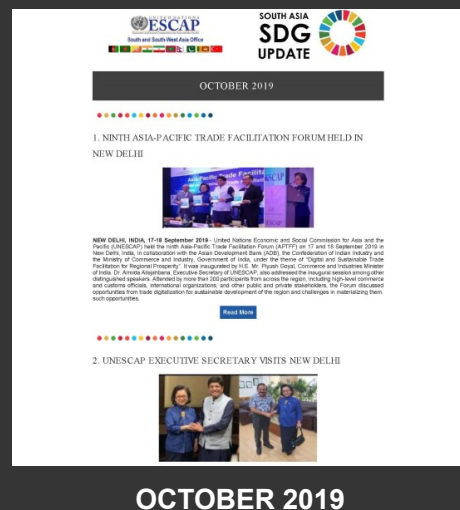 UNITED NATIONS
ESCAP
South and South-West Asia Office
SOUTH ASIA
SDG
UPDATE
OCTOBER 2019
1. NINTH ASIA-PACIFIC TRADE FACILITATION FORUM HELD IN
NEW DELHI
Asia-Pacific Trade Facilita
ESCAP
NEW DELHI, INDIA, 17-18 September 2019 - United Nations Economic and Social Commission for Asia and the
Pacific (UNESCAP) held the ninth Asia-Pacific Trade Facilitation Forum (APTFF) on 17 and 18 September 2019 in
New Delhi, India, in collaboration with the Asian Development Bank (ADB), the Confederation of Indian Industry and
the Ministry of Commerce and Industry, Government of India, under the theme of "Digital and Sustainable Trade
Facilitation for Regional Prosperity". It was inaugurated by H.E. Mr. Piyush Goyal, Commerce and Industries Minister
of India. Dr. Armida Alisjahbana, Executive Secretary of UNESCAP, also addressed the inaugural session among other
distinguished speakers. Attended by more than 200 participants from across the region, including high-level commerce
and customs officials, international organizations, and other public and private stakeholders, the Forum discussed
opportunities from trade digitalization for sustainable development of the region and challenges in materializing them.
such opportunities.
Read More
2. UNESCAP EXECUTIVE SECRETARY VISITS NEW DELHI
OCTOBER 2019